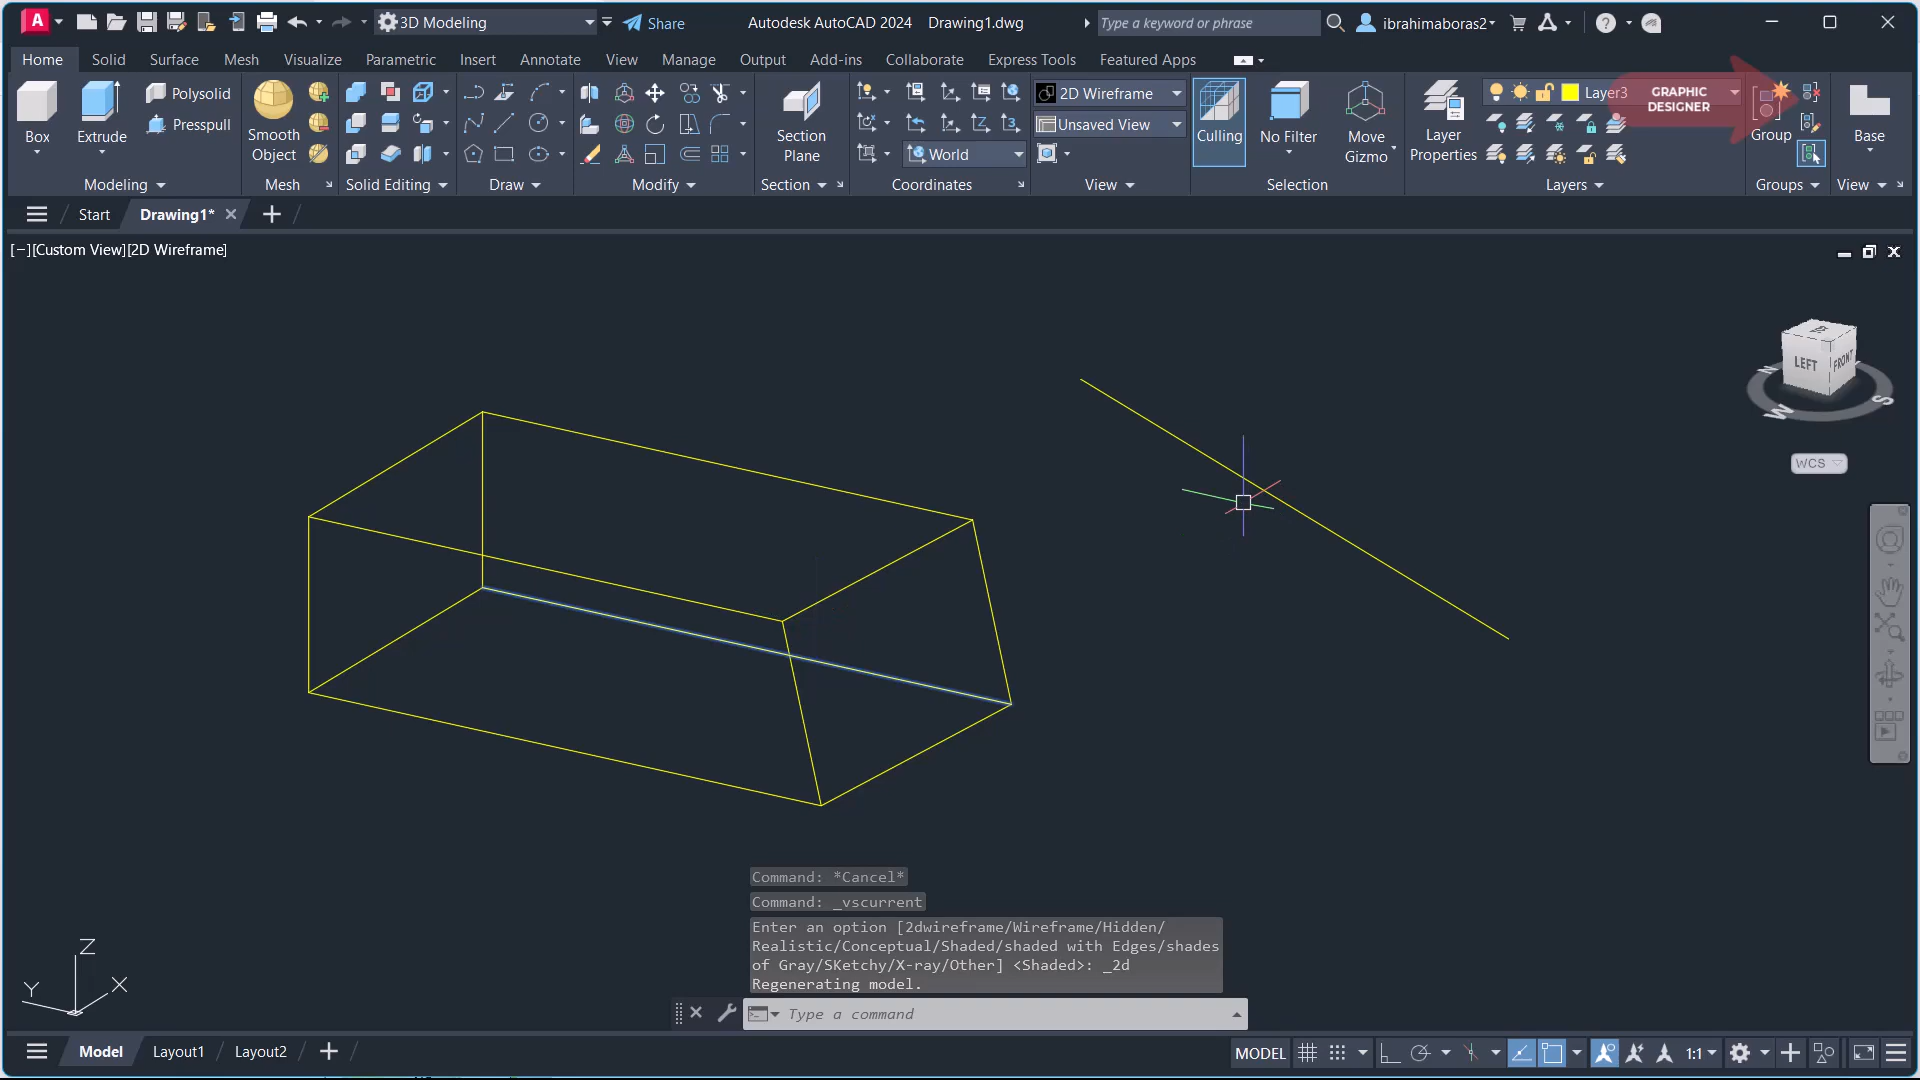 A
3D Modeling
Share
Autodesk AutoCAD 2024 Drawing1.dwg
Type a keyword or phrase
ibrahimaboras2
Home Solid Surface Mesh Visualize Parametric Insert Annotate View Manage Output Add-ins Collaborate Express Tools Featured Apps
Box
Extrude
Polysolid
Presspull
Smooth
Object
Section
Plane
World
2D Wireframe
Unsaved View
Culling
No Filter
Move
Gizmo
Layer
Properties
Layer3
GRAPHIC
DESIGNER
Group
Base
Modeling Mesh Solid Editing Draw Modify Section Coordinates View Selection Layers Groups View
Start Drawing1*
[−][Custom View][2D Wireframe]
LEFT
FRONT
N
W
S
WCS
Command: *Cancel*
Command: _vscurrent
Enter an option [2dwireframe/Wireframe/Hidden/
Realistic/Conceptual/Shaded/shaded with Edges/shades
of Gray/SKetchy/X-ray/Other] <Shaded>: _2d
Regenerating model.
Z
Y
X
Type a command
Model Layout1 Layout2
MODEL
1:1